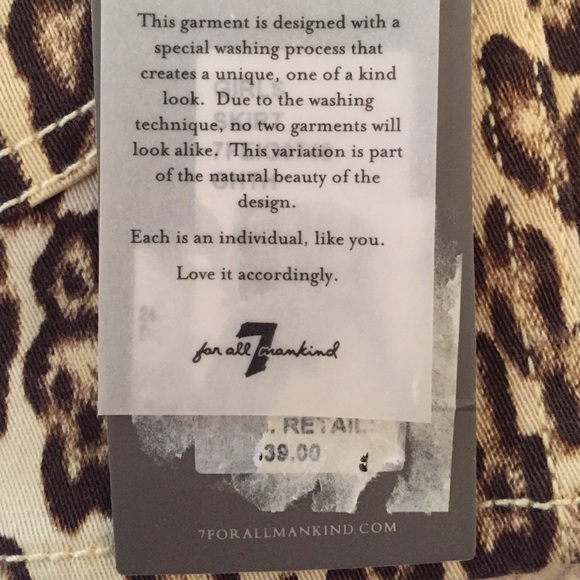 This garment is designed with a
special washing process that
creates a unique, one of a kind
look. Due to the washing
technique, no two garments will
look alike. This variation is part
of the natural beauty of the
design.
Each is an individual, like you.
Love it accordingly.
for all 7 mankind
GIRLS
SKIRT
RETAIL
39.00
7FORALLMANKIND.COM